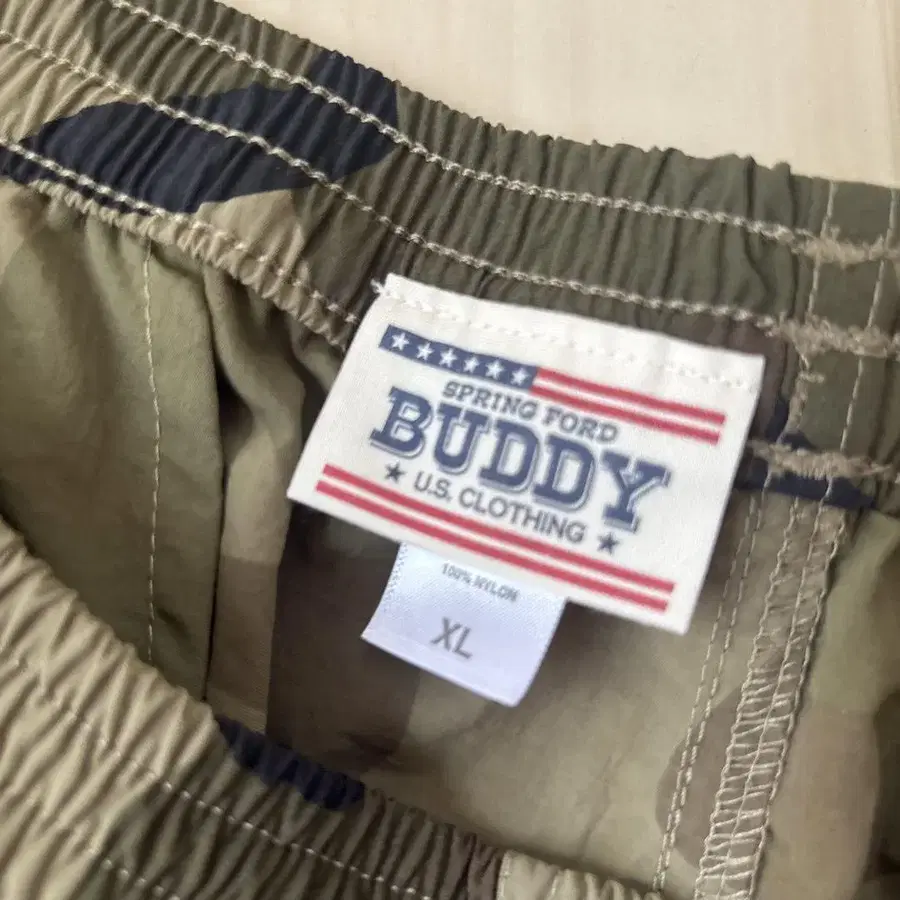 SPRING FORD
BUDDY
★ U.S. CLOTHING ★
100% NYLON
XL